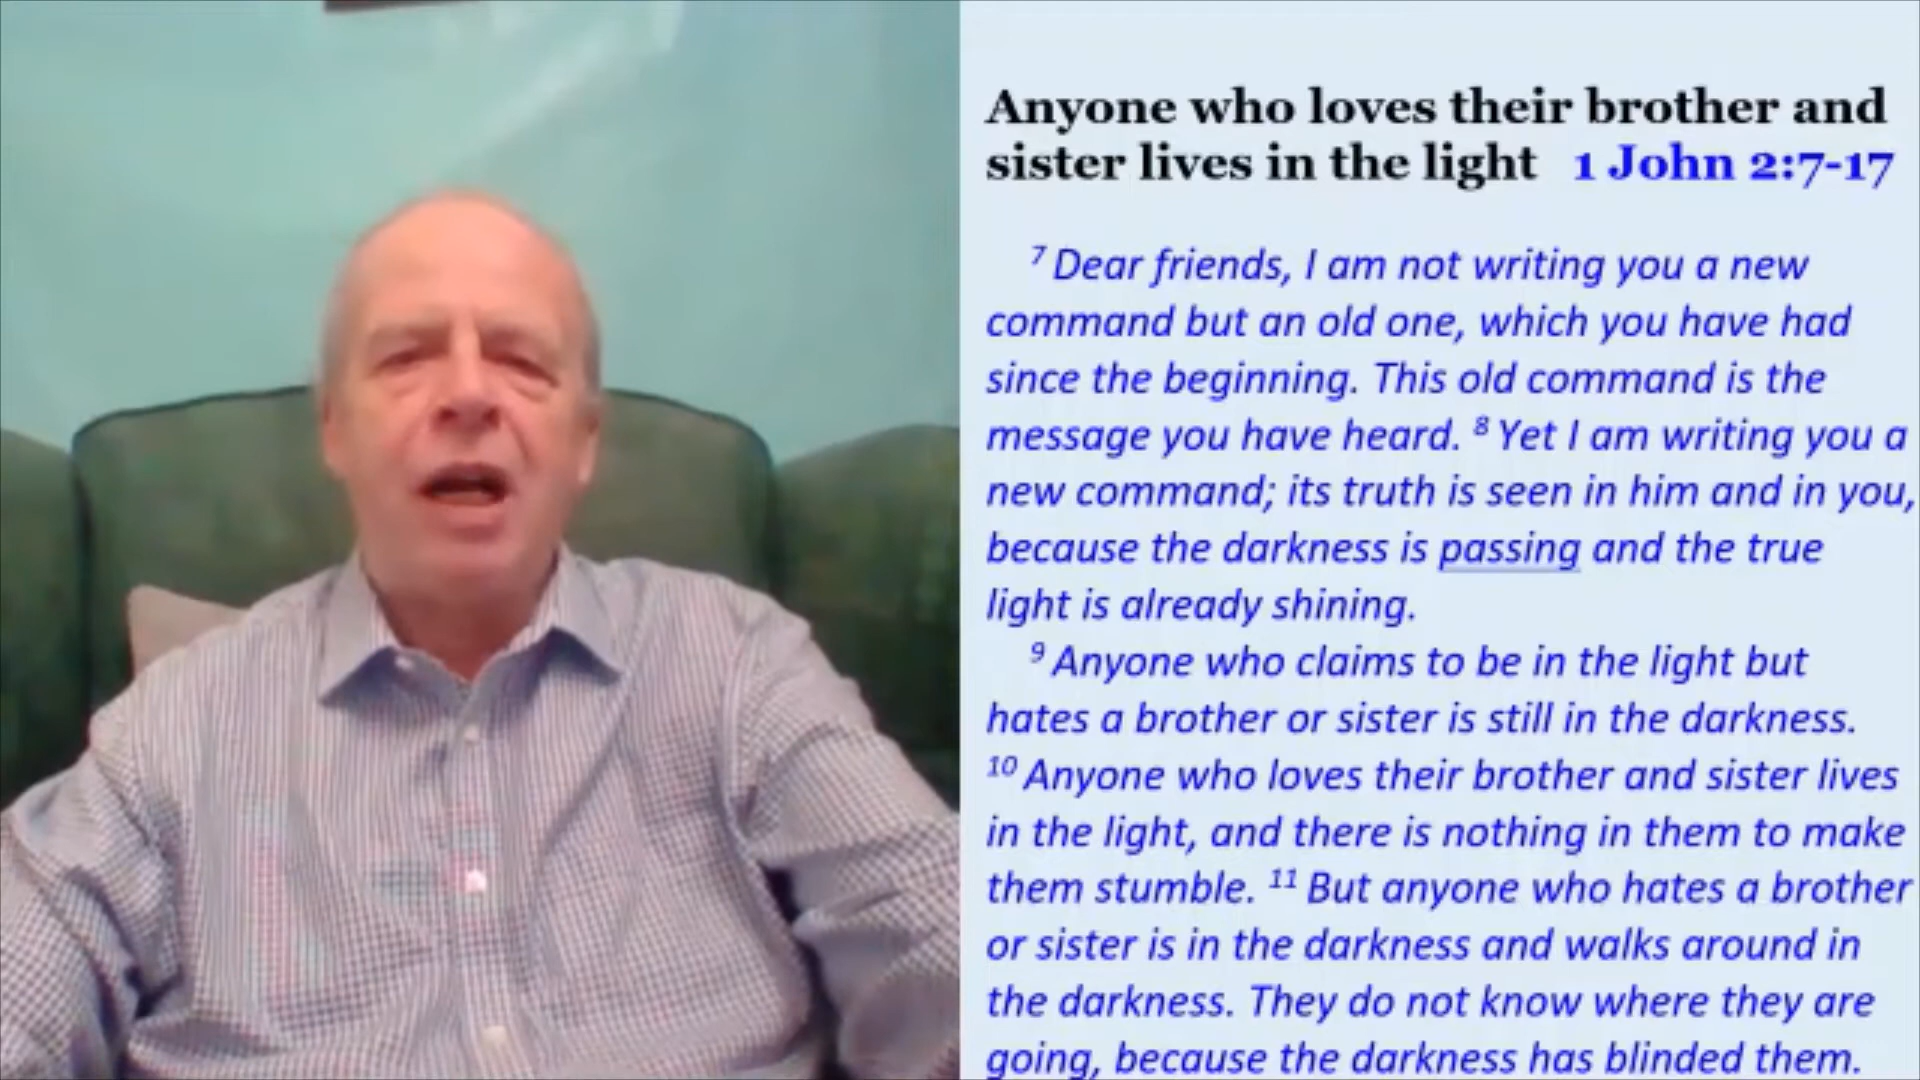 Anyone who loves their brother and
sister lives in the light 1 John 2:7-17
7 Dear friends, I am not writing you a new
command but an old one, which you have had
since the beginning. This old command is the
message you have heard. 8 Yet I am writing you a
new command; its truth is seen in him and in you,
because the darkness is passing and the true
light is already shining.
9 Anyone who claims to be in the light but
hates a brother or sister is still in the darkness.
10 Anyone who loves their brother and sister lives
in the light, and there is nothing in them to make
them stumble. 11 But anyone who hates a brother
or sister is in the darkness and walks around in
the darkness. They do not know where they are
going, because the darkness has blinded them.